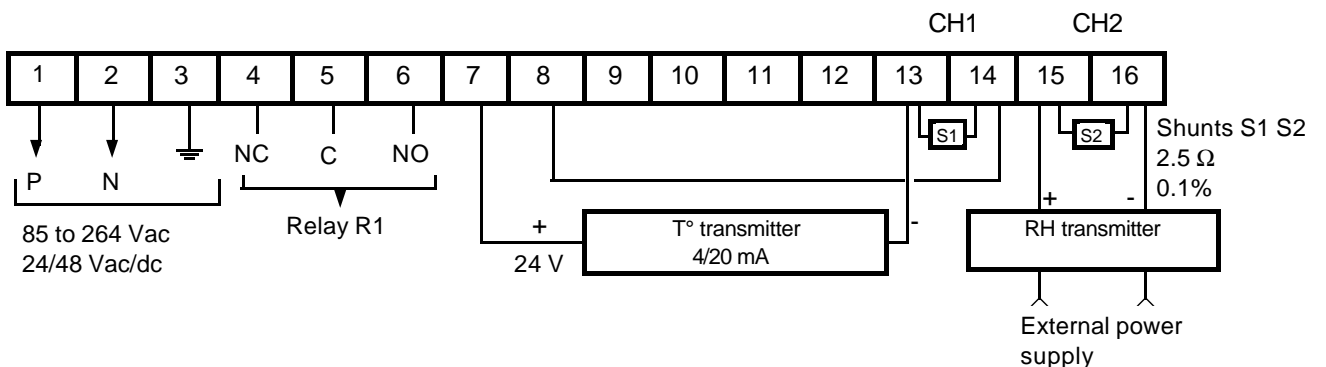 CH1 CH2
1 2 3 4 5 6 7 8 9 10 11 12 13 14 15 16
S1 S2
Shunts S1 S2
2.5 Ω
0.1%
NC C NO
P N
Relay R1
85 to 264 Vac
24/48 Vac/dc
+
24 V
T° transmitter
4/20 mA
-
+ -
RH transmitter
External power
supply